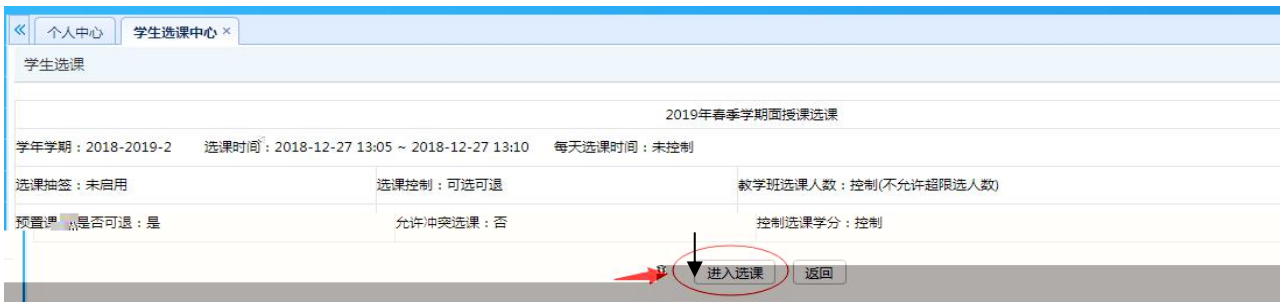 个人中心 学生选课中心 ×
学生选课
2019年春季学期面授课选课
学年学期：2018-2019-2 选课时间：2018-12-27 13:05 ~ 2018-12-27 13:10 每天选课时间：未控制
选课抽签：未启用 选课控制：可选可退 教学班选课人数：控制(不允许超限选人数)
预置课 是否可退：是 允许冲突选课：否 控制选课学分：控制
进入选课 返回